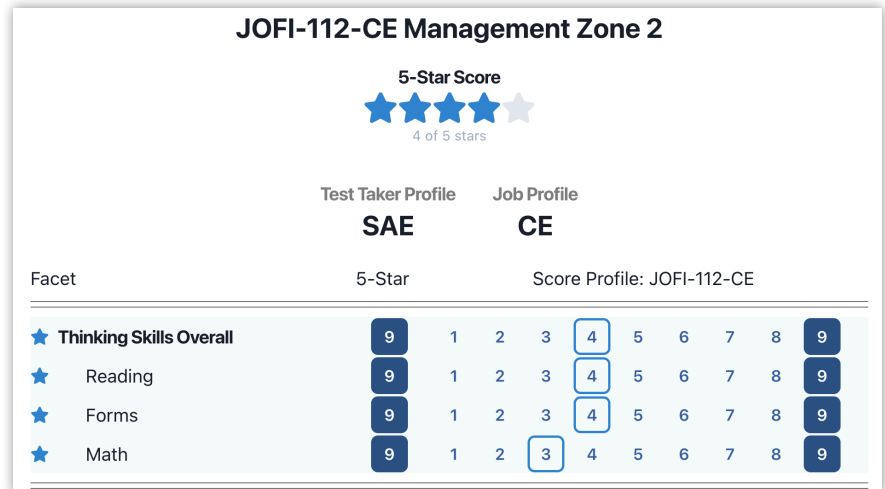 JOFI-112-CE Management Zone 2
5-Star Score
4 of 5 stars
Test Taker Profile Job Profile
SAE CE
Facet 5-Star Score Profile: JOFI-112-CE
Thinking Skills Overall 9 1 2 3 4 5 6 7 8 9
Reading 9 1 2 3 4 5 6 7 8 9
Forms 9 1 2 3 4 5 6 7 8 9
Math 9 1 2 3 4 5 6 7 8 9